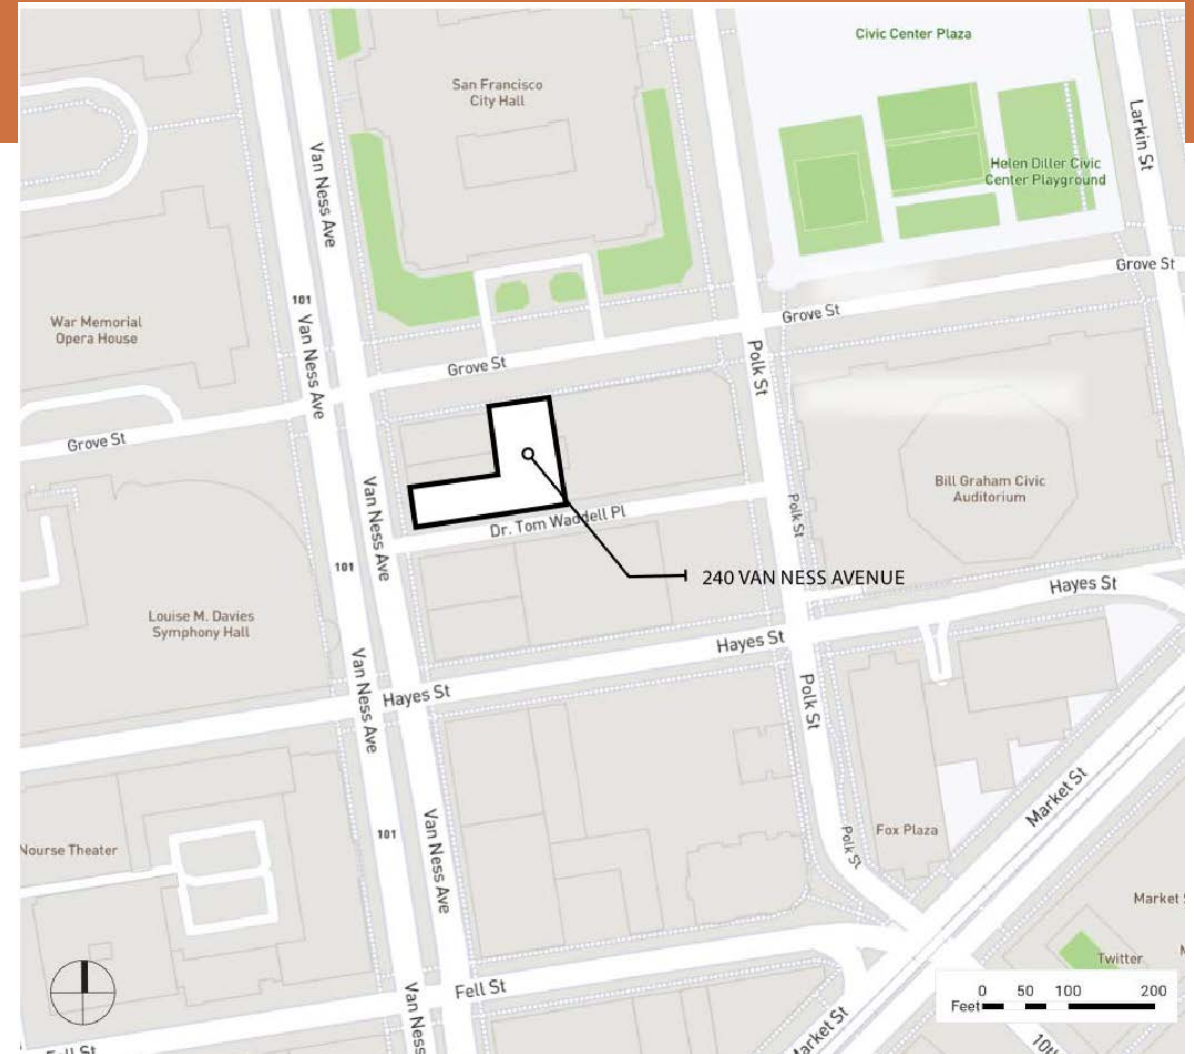 Civic Center Plaza
San Francisco
City Hall
Larkin St
Van Ness Ave
Helen Diller Civic
Center Playground
Grove St
101
War Memorial
Opera House
Grove St
Van Ness Ave
Polk St
Grove St
Grove St
Van Ness Ave
Bill Graham Civic
Auditorium
Polk St
Dr. Tom Waddell Pl
101
240 VAN NESS AVENUE
Hayes St
Louise M. Davies
Symphony Hall
Hayes St
Van Ness Ave
Hayes St
Polk St
Market St
101
Fox Plaza
Nourse Theater
Van Ness Ave
Polk St
Market
Twitter
Fell St
Van Ness
0 50 100 200
Feet
Market St
10th
Fell St